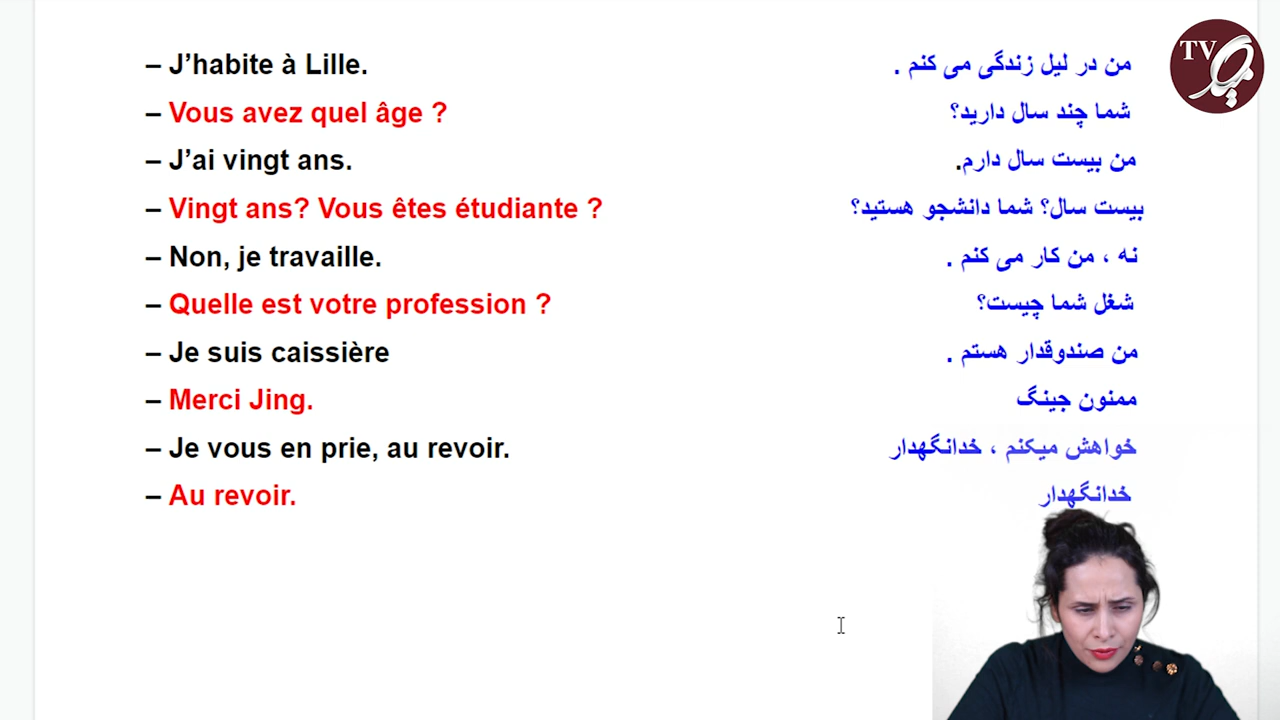 – J’habite à Lille. من در لیل زندگی می کنم .
– Vous avez quel âge ? شما چند سال دارید؟
– J’ai vingt ans. من بیست سال دارم.
– Vingt ans? Vous êtes étudiante ? بیست سال؟ شما دانشجو هستید؟
– Non, je travaille. نه ، من کار می کنم .
– Quelle est votre profession ? شغل شما چیست؟
– Je suis caissière من صندوقدار هستم .
– Merci Jing. ممنون جینگ
– Je vous en prie, au revoir. خواهش میکنم ، خدانگهدار
– Au revoir. خدانگهدار
TV